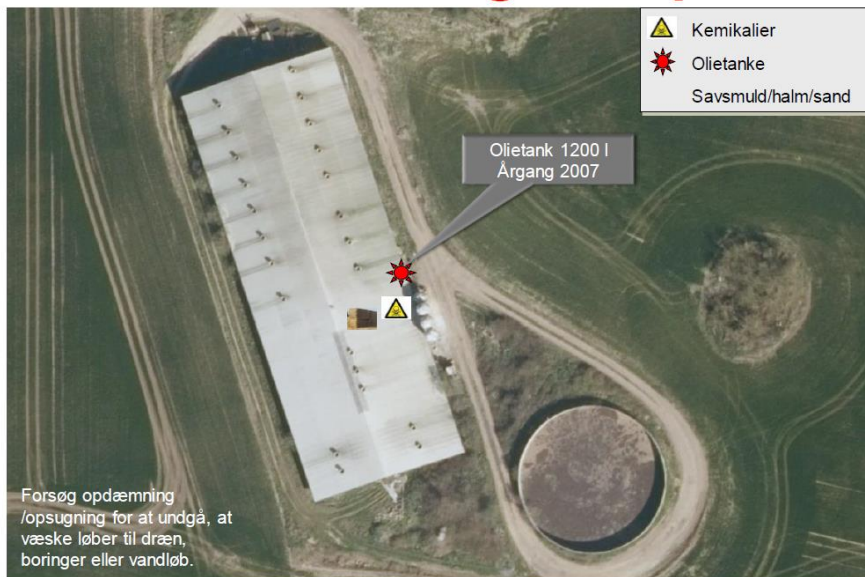 Kemikalier
Olietanke
Savsmuld/halm/sand
Olietank 1200 l
Årgang 2007
Forsøg opdæmning
/opsugning for at undgå, at
væske løber til dræn,
boringer eller vandløb.